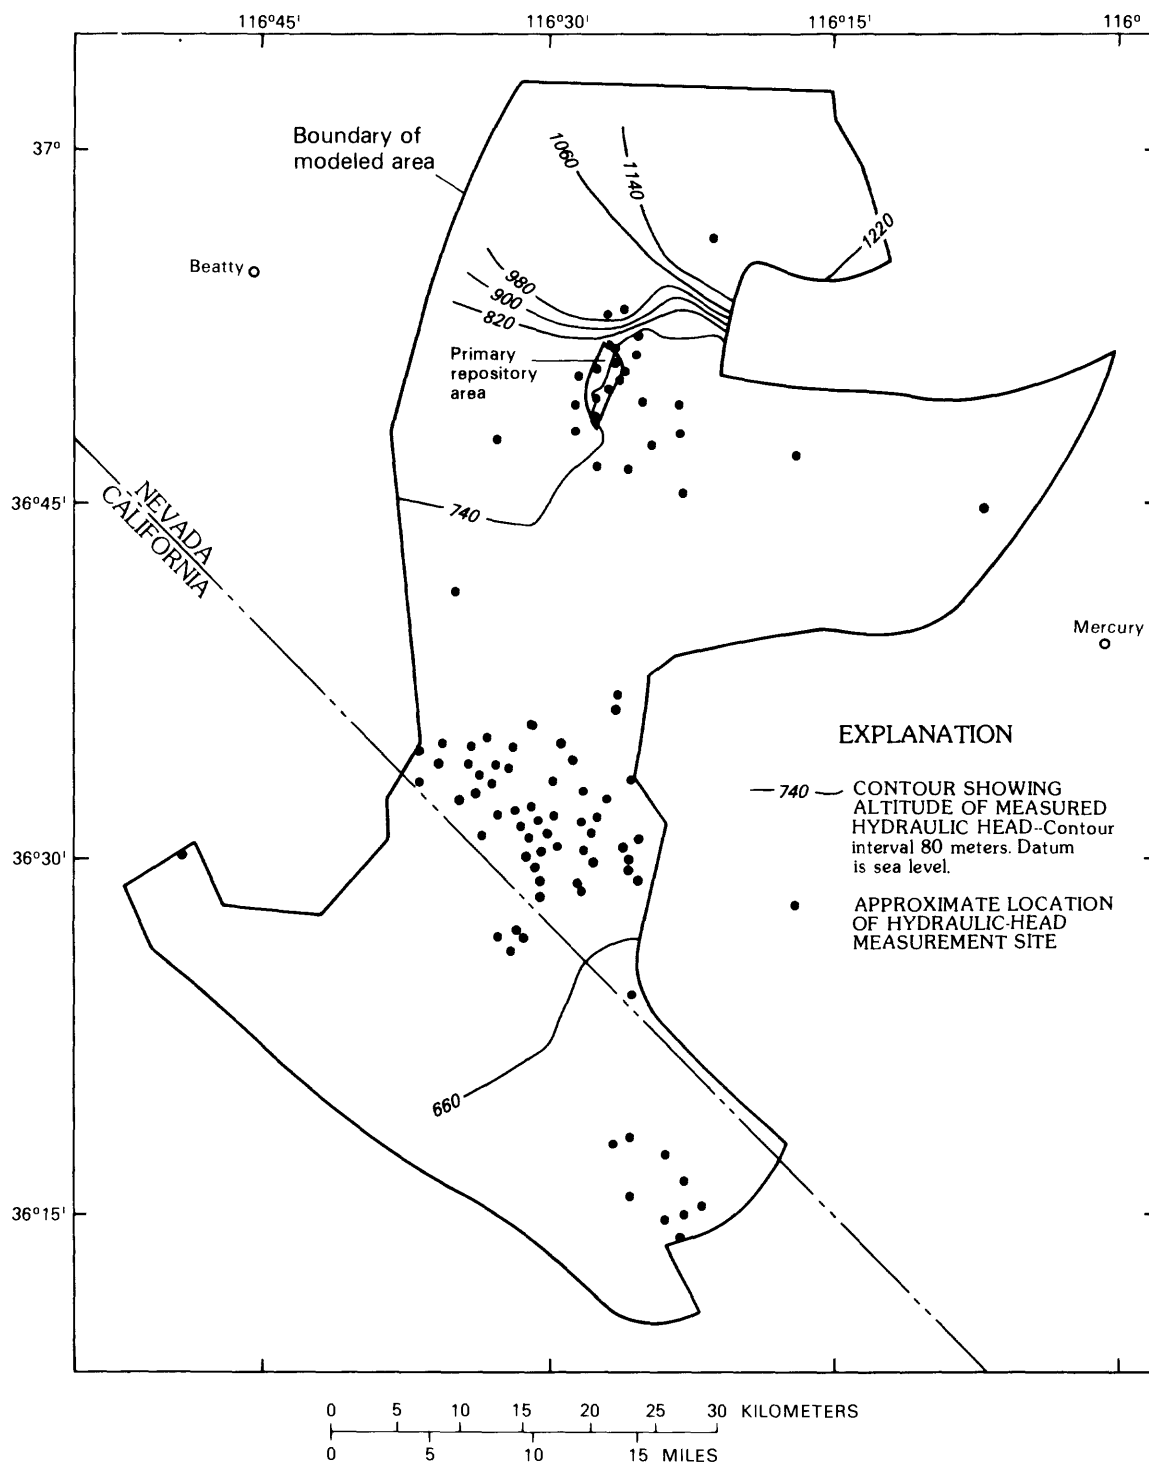 116°45'
116°30'
116°15'
116°
37°
Boundary of
modeled area
1060
1140
1220
Beatty
980
900
820
Primary
repository
area
36°45'
740
NEVADA
CALIFORNIA
Mercury
EXPLANATION
740 CONTOUR SHOWING
ALTITUDE OF MEASURED
HYDRAULIC HEAD--Contour
interval 80 meters. Datum
is sea level.
36°30'
APPROXIMATE LOCATION
OF HYDRAULIC-HEAD
MEASUREMENT SITE
660
36°15'
0 5 10 15 20 25 30 KILOMETERS
0 5 10 15 MILES